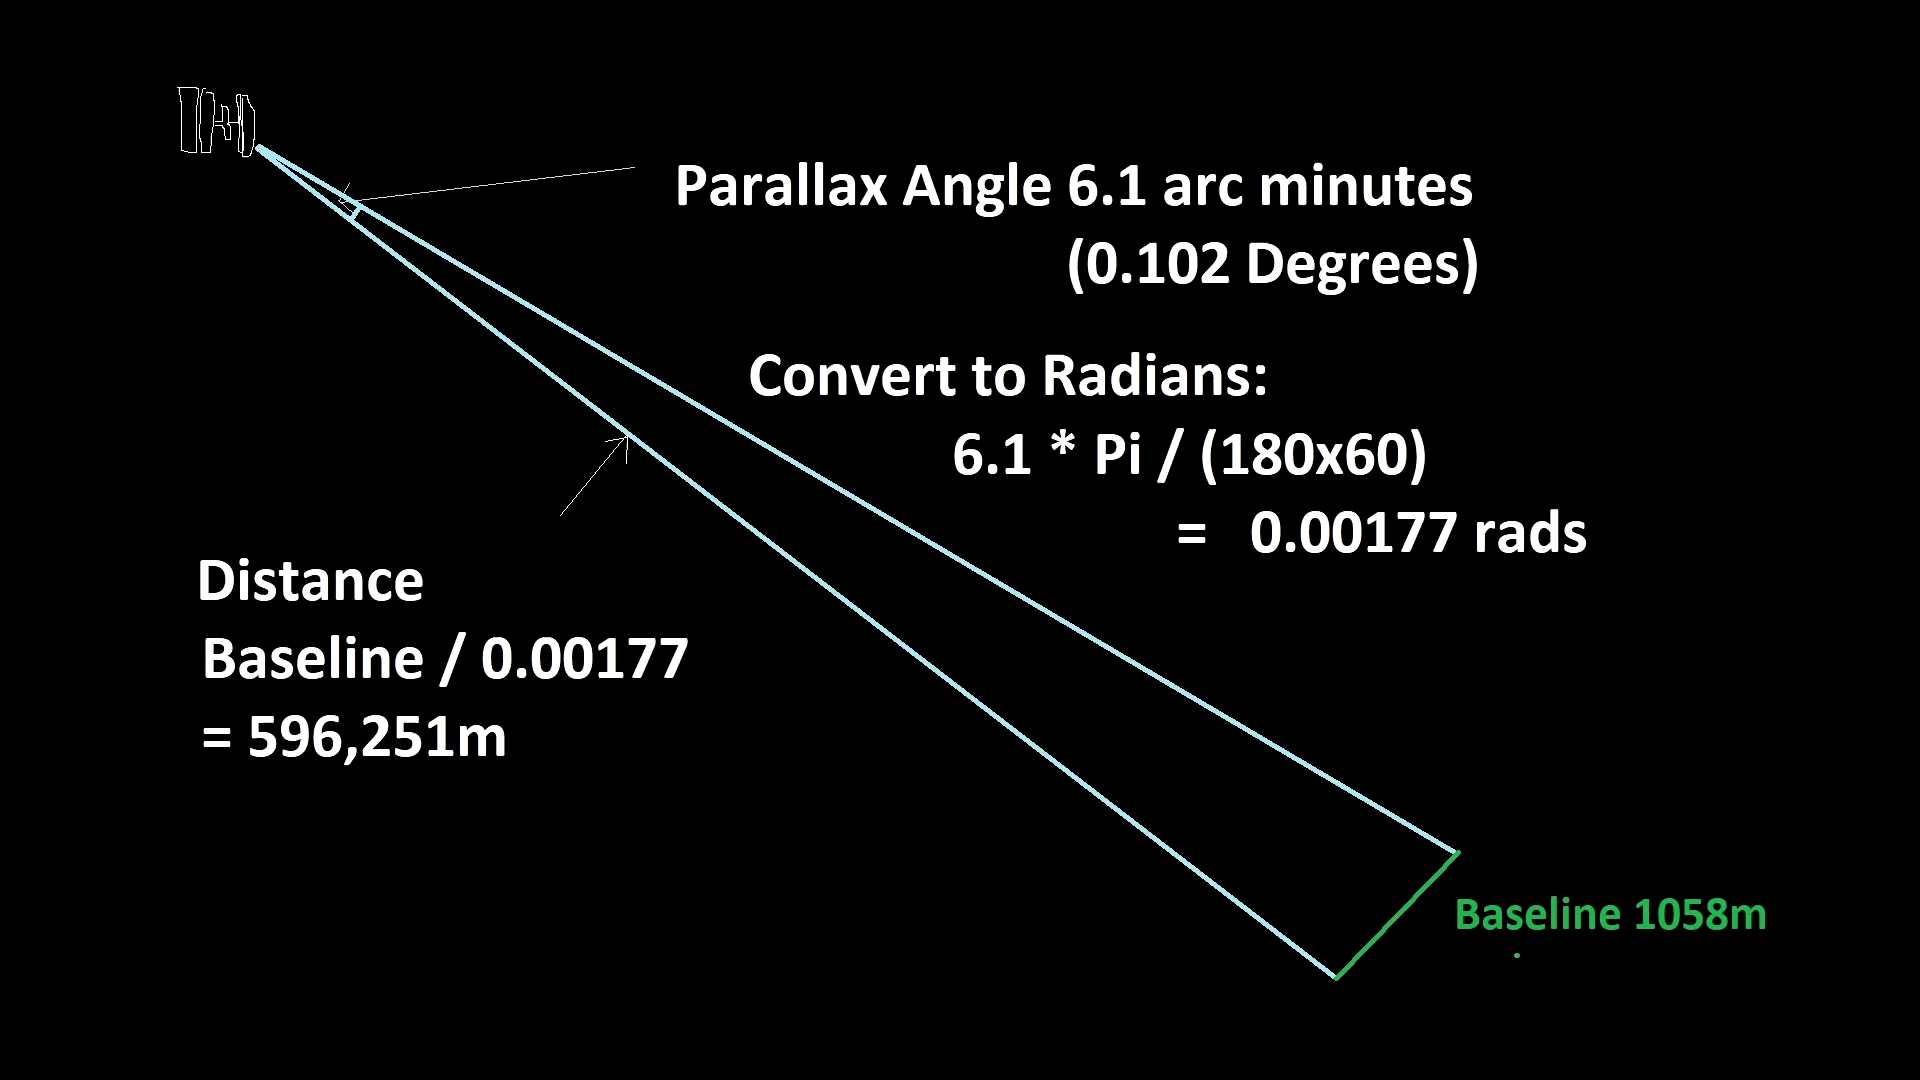 Parallax Angle 6.1 arc minutes
(0.102 Degrees)
Convert to Radians:
6.1 * Pi / (180x60)
= 0.00177 rads
Distance
Baseline / 0.00177
= 596,251m
Baseline 1058m